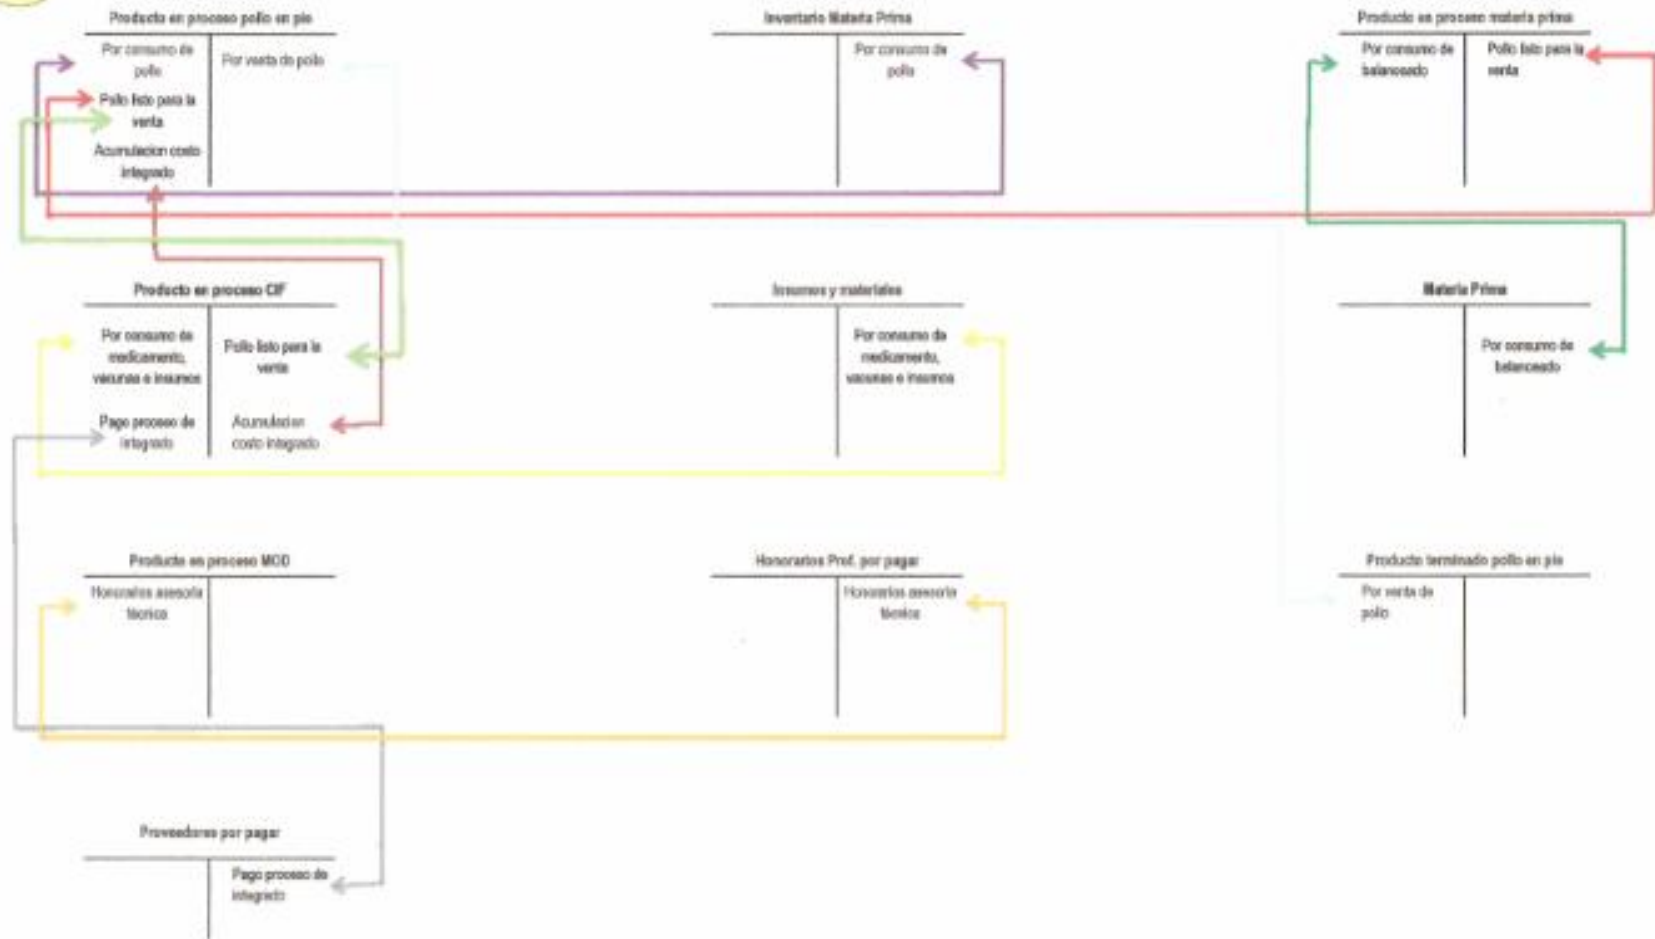 Producto en proceso pollo en pie
Por consumo de
pollo
Por venta de pollo
Pollo listo para la
venta
Acumulacion costo
integrado
Inventario Materia Prima
Por consumo de
pollo
Producto en proceso materia prima
Por consumo de
balanceado
Pollo listo para la
venta
Producto en proceso CIF
Por consumo de
medicamento,
vacunas e insumos
Pollo listo para la
venta
Pago proceso de
integrado
Acumulacion
costo integrado
Insumos y materiales
Por consumo de
medicamento,
vacunas e insumos
Materia Prima
Por consumo de
balanceado
Producto en proceso MOD
Honorarios asesoria
técnica
Honorarios Prof. por pagar
Honorarios asesoria
técnica
Producto terminado pollo en pie
Por venta de
pollo
Proveedores por pagar
Pago proceso de
integrado